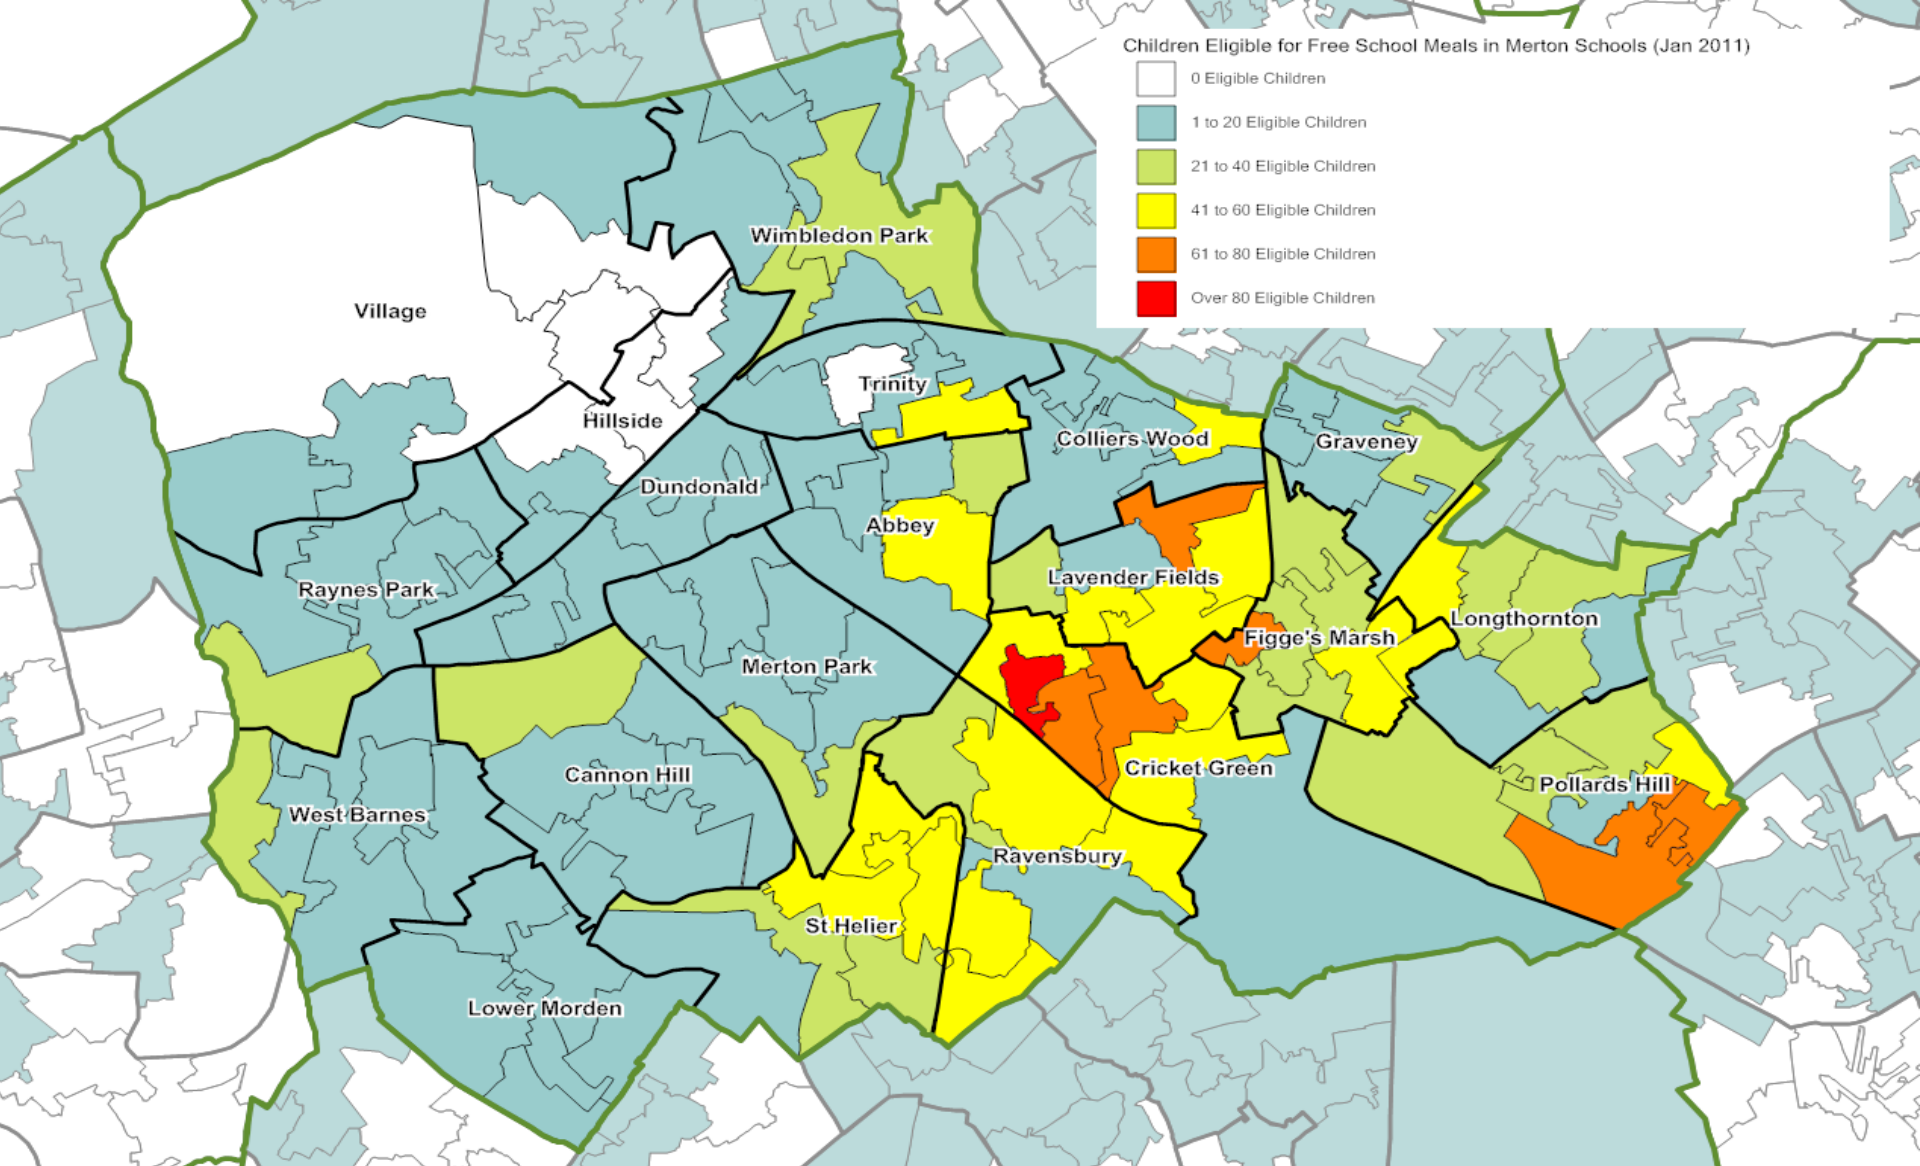 Children Eligible for Free School Meals in Merton Schools (Jan 2011)
0 Eligible Children
1 to 20 Eligible Children
21 to 40 Eligible Children
41 to 60 Eligible Children
61 to 80 Eligible Children
Over 80 Eligible Children
Wimbledon Park
Village
Trinity
Hillside
Colliers Wood
Graveney
Dundonald
Abbey
Lavender Fields
Raynes Park
Longthornton
Figge's Marsh
Merton Park
Cricket Green
Cannon Hill
Pollards Hill
West Barnes
Ravensbury
St Helier
Lower Morden